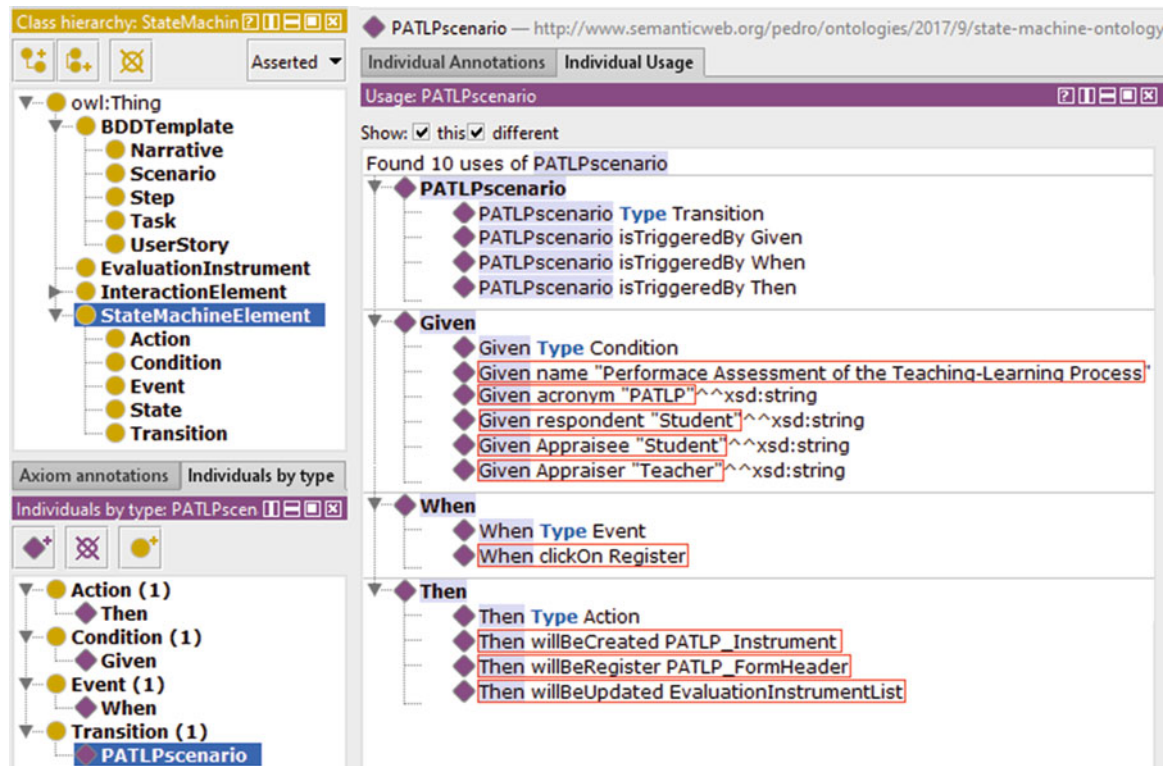 Class hierarchy: StateMachin
Asserted
owl:Thing
BDDTemplate
Narrative
Scenario
Step
Task
UserStory
EvaluationInstrument
InteractionElement
StateMachineElement
Action
Condition
Event
State
Transition
Axiom annotations Individuals by type
Individuals by type: PATLPscen
Action (1)
Then
Condition (1)
Given
Event (1)
When
Transition (1)
PATLPscenario
PATLPscenario — http://www.semanticweb.org/pedro/ontologies/2017/9/state-machine-ontology
Individual Annotations Individual Usage
Usage: PATLPscenario
Show: this different
Found 10 uses of PATLPscenario
PATLPscenario
PATLPscenario Type Transition
PATLPscenario isTriggeredBy Given
PATLPscenario isTriggeredBy When
PATLPscenario isTriggeredBy Then
Given
Given Type Condition
Given name "Performace Assessment of the Teaching-Learning Process"
Given acronym "PATLP"^^xsd:string
Given respondent "Student"^^xsd:string
Given Appraisee "Student"^^xsd:string
Given Appraiser "Teacher"^^xsd:string
When
When Type Event
When clickOn Register
Then
Then Type Action
Then willBeCreated PATLP_Instrument
Then willBeRegister PATLP_FormHeader
Then willBeUpdated EvaluationInstrumentList